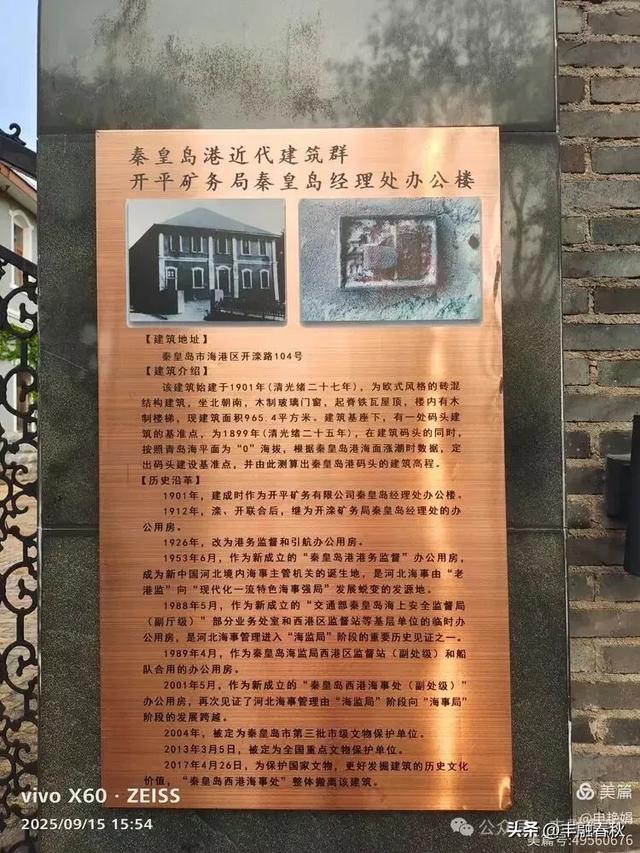 秦皇岛港近代建筑群
开平矿务局秦皇岛经理处办公楼
【建筑地址】
秦皇岛市海港区开滦路104号
【建筑介绍】
该建筑始建于1901年(清光绪二十七年)，为欧式风格的砖混
结构建筑，坐北朝南，木制玻璃门窗，起脊铁瓦屋顶，楼内有木
制楼梯，现建筑面积965.4平方米。建筑基座下，有一处码头建
筑的基准点，为1899年(清光绪二十五年)，在建筑码头的同时，
按照青岛海平面为“0”海拔，根据秦皇岛港海面涨潮时数据，定
出码头建设基准点，并由此测算出秦皇岛港码头的建筑高程。
【历史沿革】
1901年，建成时作为开平矿务有限公司秦皇岛经理处办公楼。
1912年，滦、开联合后，继为开滦矿务局秦皇岛经理处的办
公用房。
1926年，改为港务监督和引航办公用房。
1953年6月，作为新成立的“秦皇岛港港务监督”办公用房，
成为新中国河北境内海事主管机关的诞生地，是河北海事由“老
港监”向“现代化一流特色海事强局”发展蜕变的发源地。
1988年5月，作为新成立的“交通部秦皇岛海上安全监督局
(副厅级)”部分业务处室和西港区监督站等基层单位的临时办
公用房，是河北海事管理进入“海监局”阶段的重要历史见证之一。
1989年4月，作为秦皇岛海监局西港区监督站(副处级)和船
队合用的办公用房。
2001年5月，作为新成立的“秦皇岛西港海事处(副处级)”
办公用房，再次见证了河北海事管理由“海监局”阶段向“海事局”
阶段的发展跨越。
2004年，被定为秦皇岛市第三批市级文物保护单位。
2013年3月5日，被定为全国重点文物保护单位。
2017年4月26日，为保护国家文物，更好发掘建筑的历史文化
价值，“秦皇岛西港海事处”整体搬离该建筑。
vivo X60 · ZEISS
2025/09/15 15:54
美篇
@申艳娟
公众号
头条 @丰融春秋
美篇号:49560676